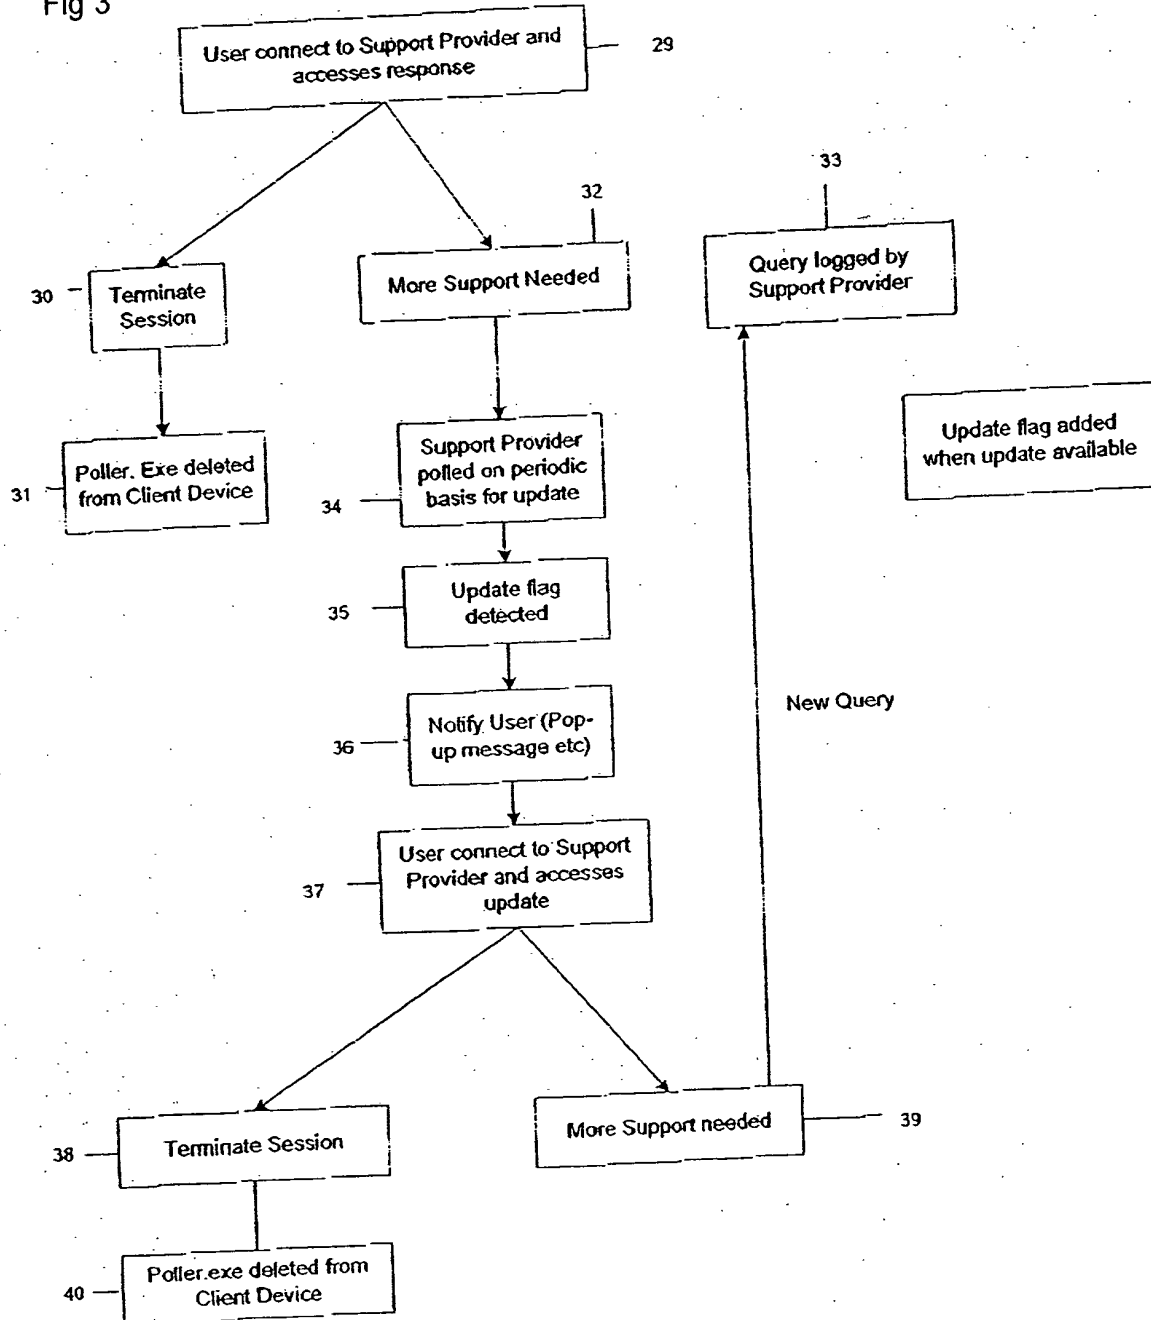 Fig 3
User connect to Support Provider and
accesses response
29
33
32
30
Terminate
Session
More Support Needed
Query logged by
Support Provider
Update flag added
when update available
31
Poller. Exe deleted
from Client Device
34
Support Provider
polled on periodic
basis for update
35
Update flag
detected
New Query
36
Notify User (Pop-
up message etc)
37
User connect to Support
Provider and accesses
update
38
Terminate Session
More Support needed
39
40
Poller.exe deleted from
Client Device